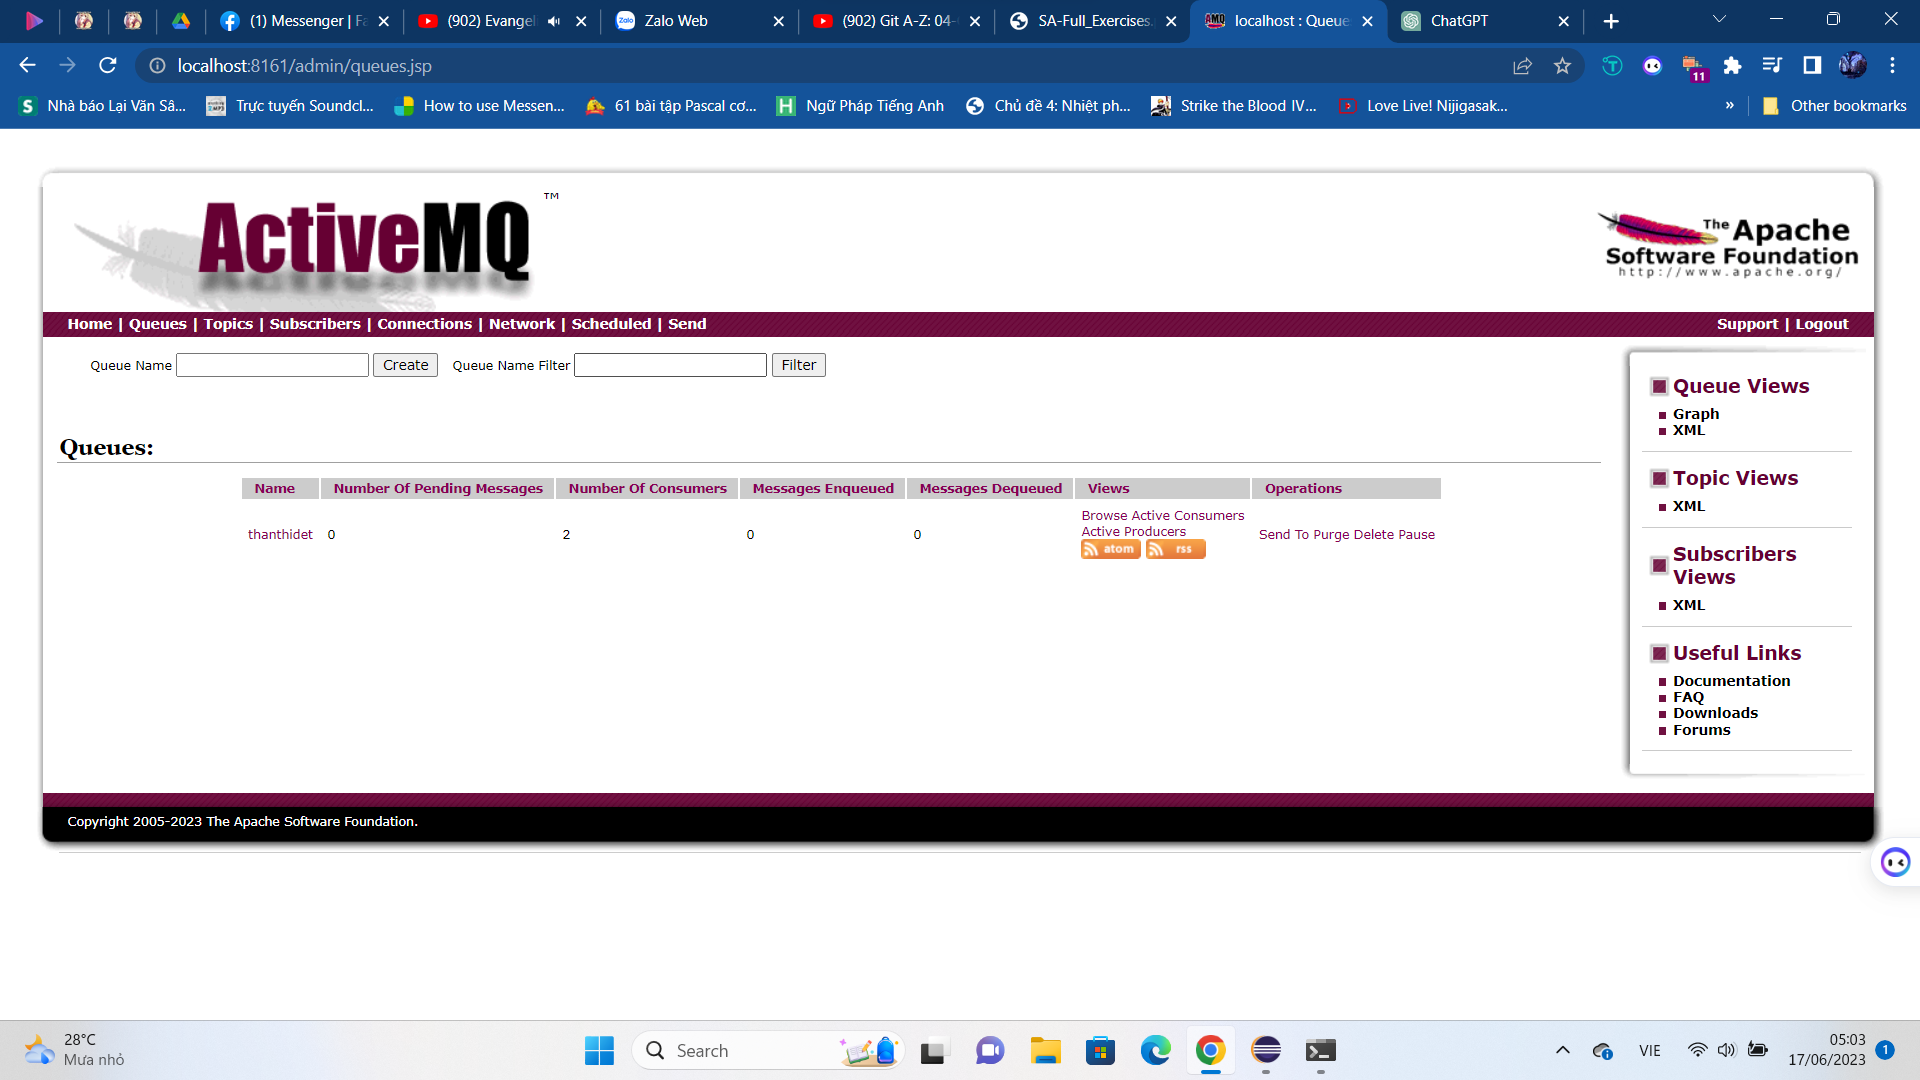 (1) Messenger | Fa
(902) Evangel
Zalo Web
(902) Git A-Z: 04-
SA-Full_Exercises.
localhost : Queue
ChatGPT
localhost:8161/admin/queues.jsp
11
Nhà báo Lại Văn Sâ...
Trực tuyến Soundcl...
How to use Messen...
61 bài tập Pascal cơ...
Ngữ Pháp Tiếng Anh
Chủ đề 4: Nhiệt ph...
Strike the Blood IV...
Love Live! Nijigasak...
»
Other bookmarks
ActiveMQ ™
The Apache
Software Foundation
http://www.apache.org/
Home | Queues | Topics | Subscribers | Connections | Network | Scheduled | Send
Support | Logout
Queue Name
Create
Queue Name Filter
Filter
Queues:
Name Number Of Pending Messages Number Of Consumers Messages Enqueued Messages Dequeued Views Operations
thanthidet 0 2 0 0
Browse Active Consumers
Active Producers
atom rss
Send To Purge Delete Pause
Queue Views
Graph
XML
Topic Views
XML
Subscribers
Views
XML
Useful Links
Documentation
FAQ
Downloads
Forums
Copyright 2005-2023 The Apache Software Foundation.
28°C
Mưa nhỏ
Search
VIE
05:03
17/06/2023
1